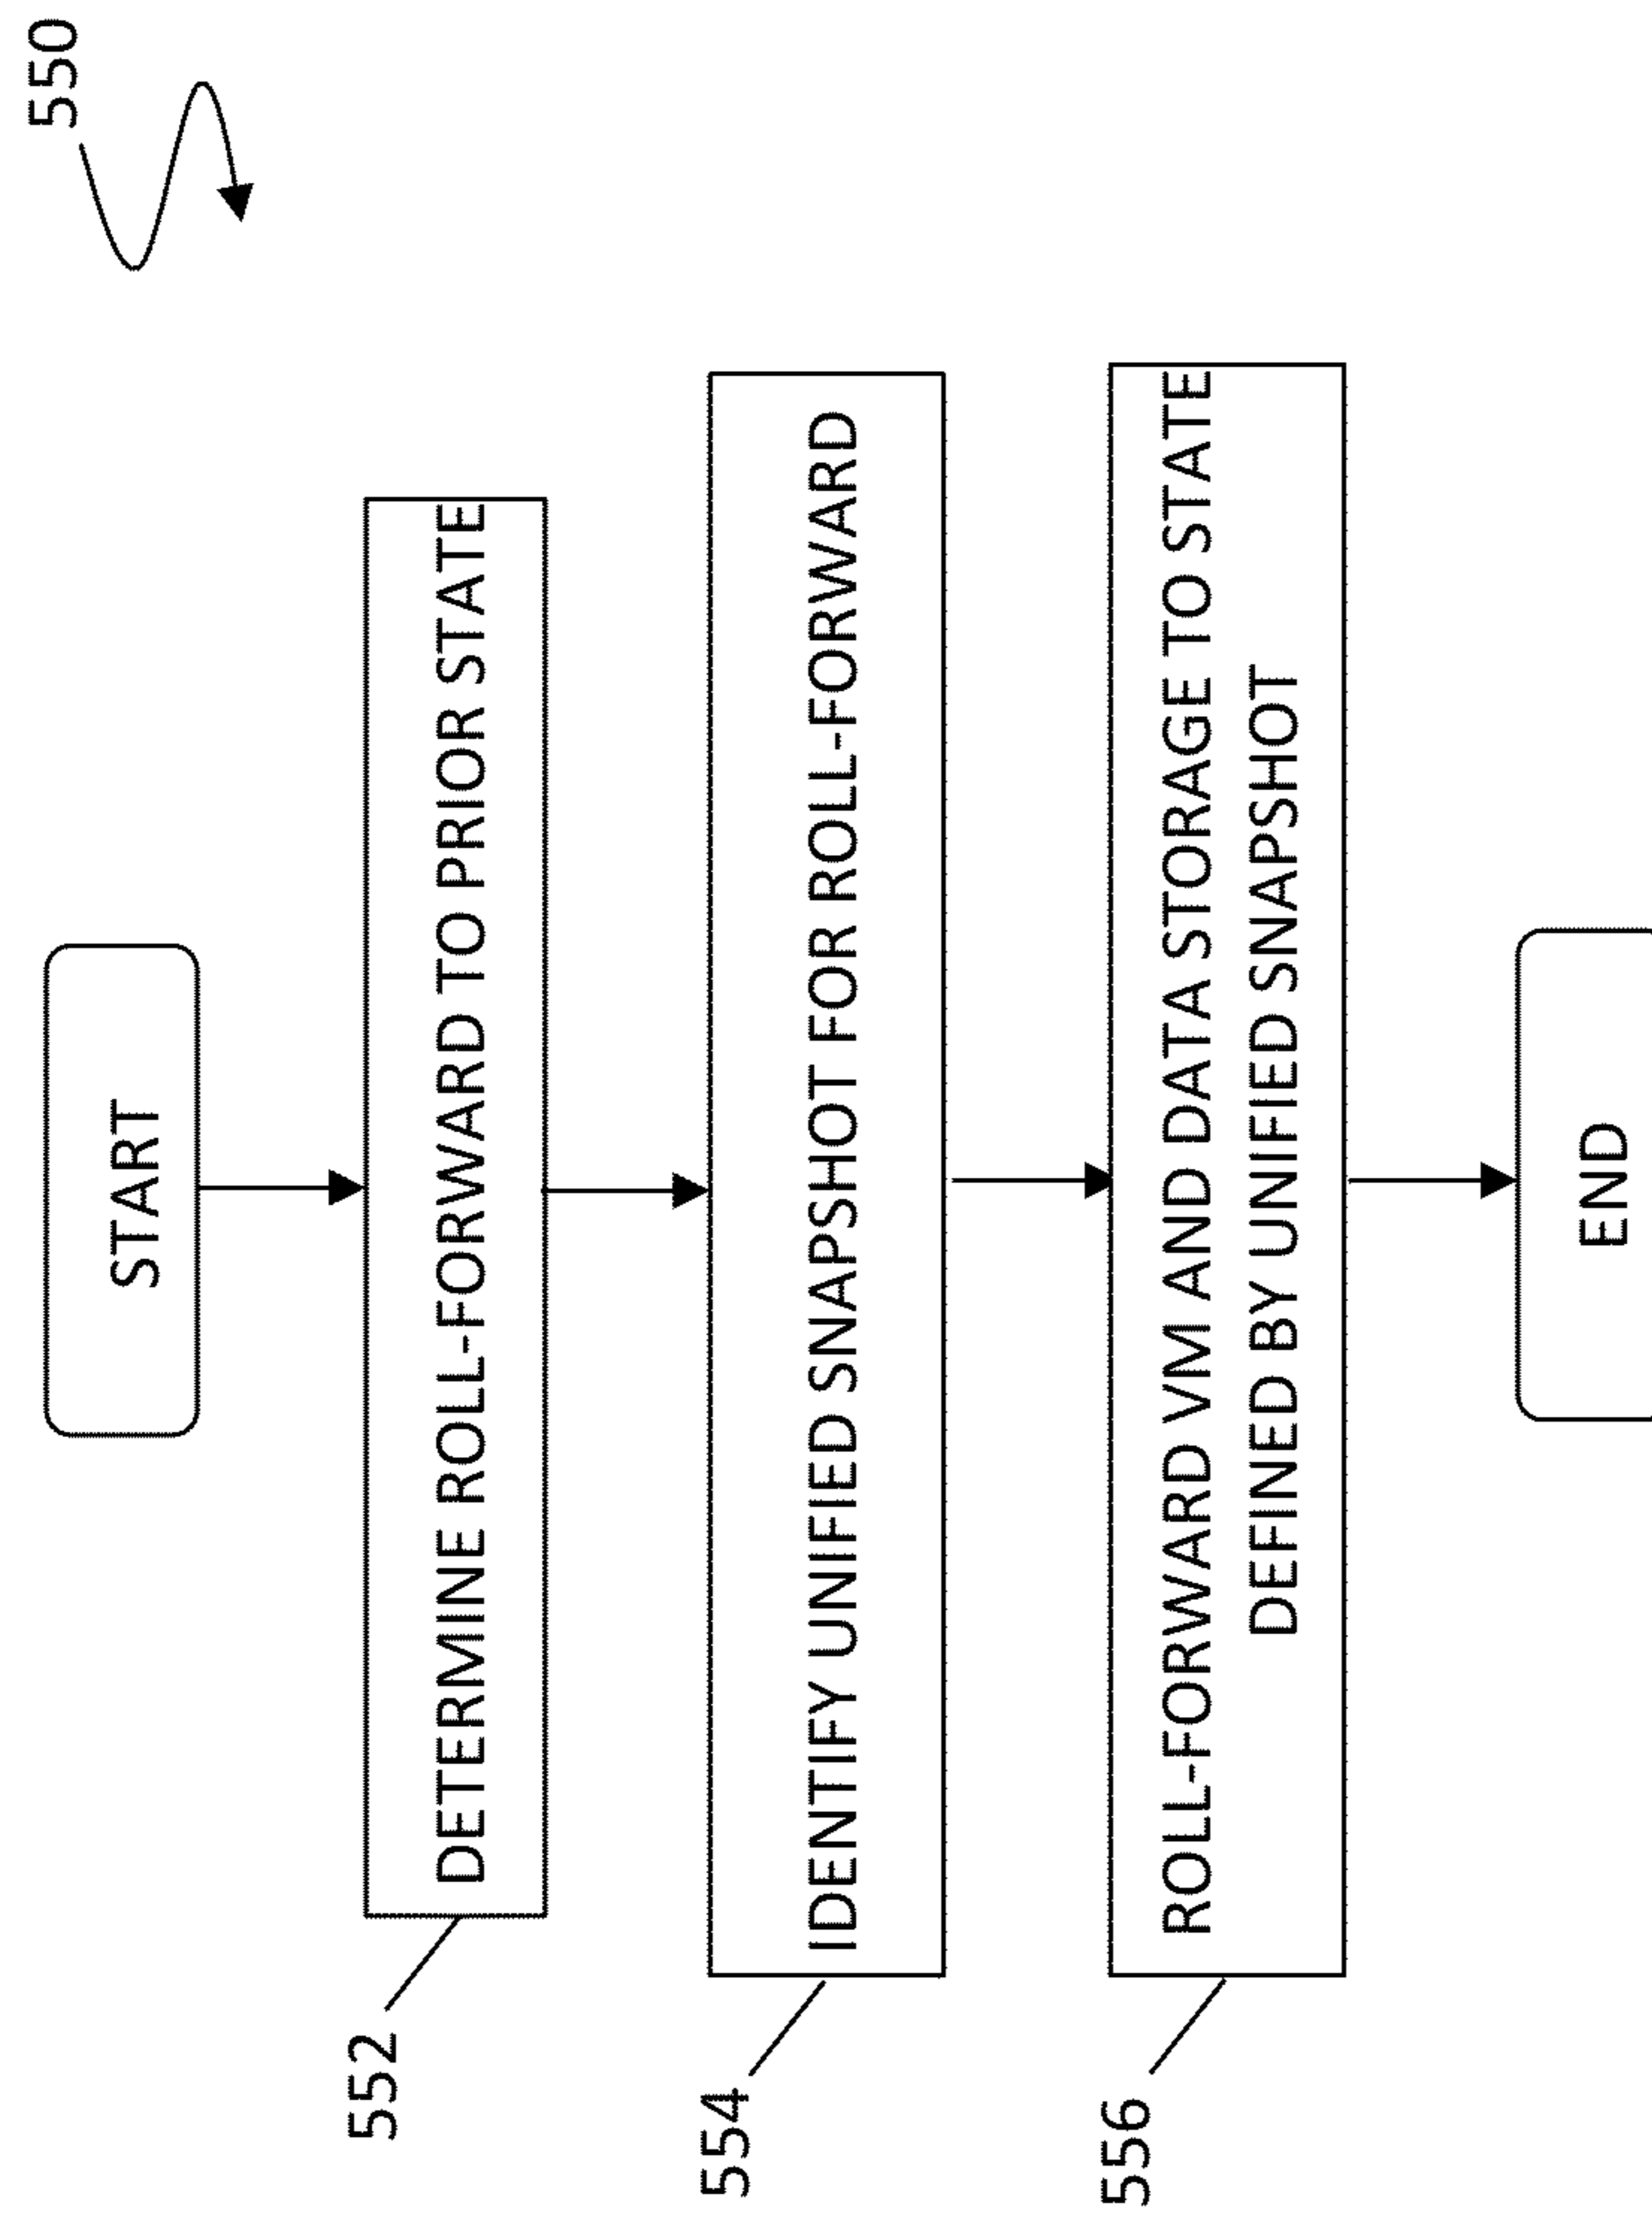 550
START
552
DETERMINE ROLL-FORWARD TO PRIOR STATE
554
IDENTIFY UNIFIED SNAPSHOT FOR ROLL-FORWARD
556
ROLL-FORWARD VM AND DATA STORAGE TO STATE
DEFINED BY UNIFIED SNAPSHOT
END